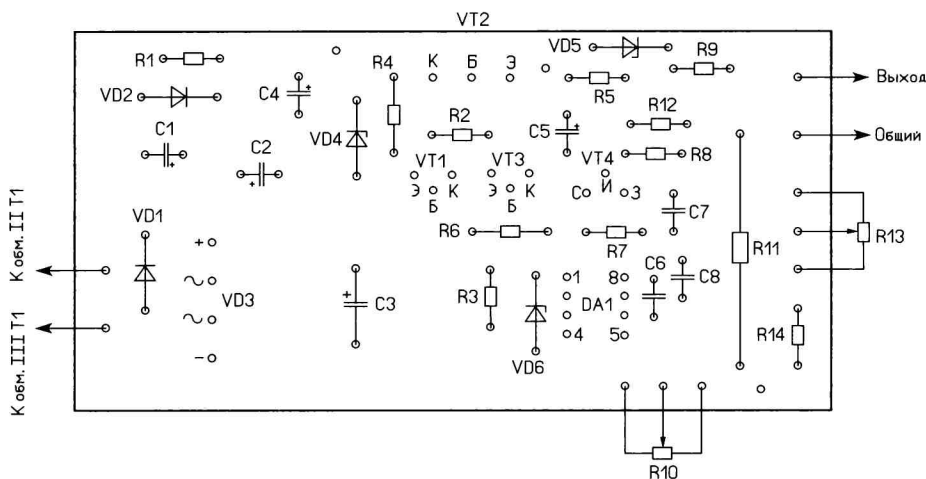 VT2
VD5
R9
R1
R4
К Б Э
Выход
VD2
C4
R5
R12
C1
C2
VD4
R2
C5
Общий
R8
VT1
VT3
VT4
Э Б К
Э Б К
С И З
VD1
R6
R7
C7
R11
R13
К обм. II T1
+
VD3
C3
R3
1
8
C6
C8
DA1
4
5
R14
VD6
К обм. III T1
−
R10